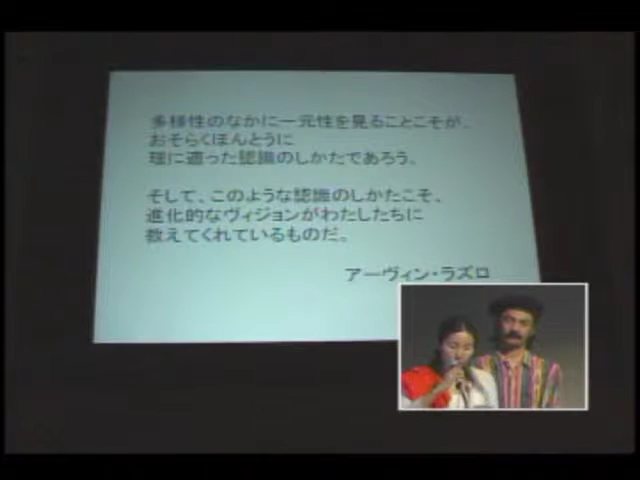 多様性のなかに一元性を見ることこそが、
おそらくほんとうに
理に適った認識のしかたであろう。
そして、このような認識のしかたこそ、
進化的なヴィジョンがわたしたちに
教えてくれているものだ。
アーヴィン・ラズロ